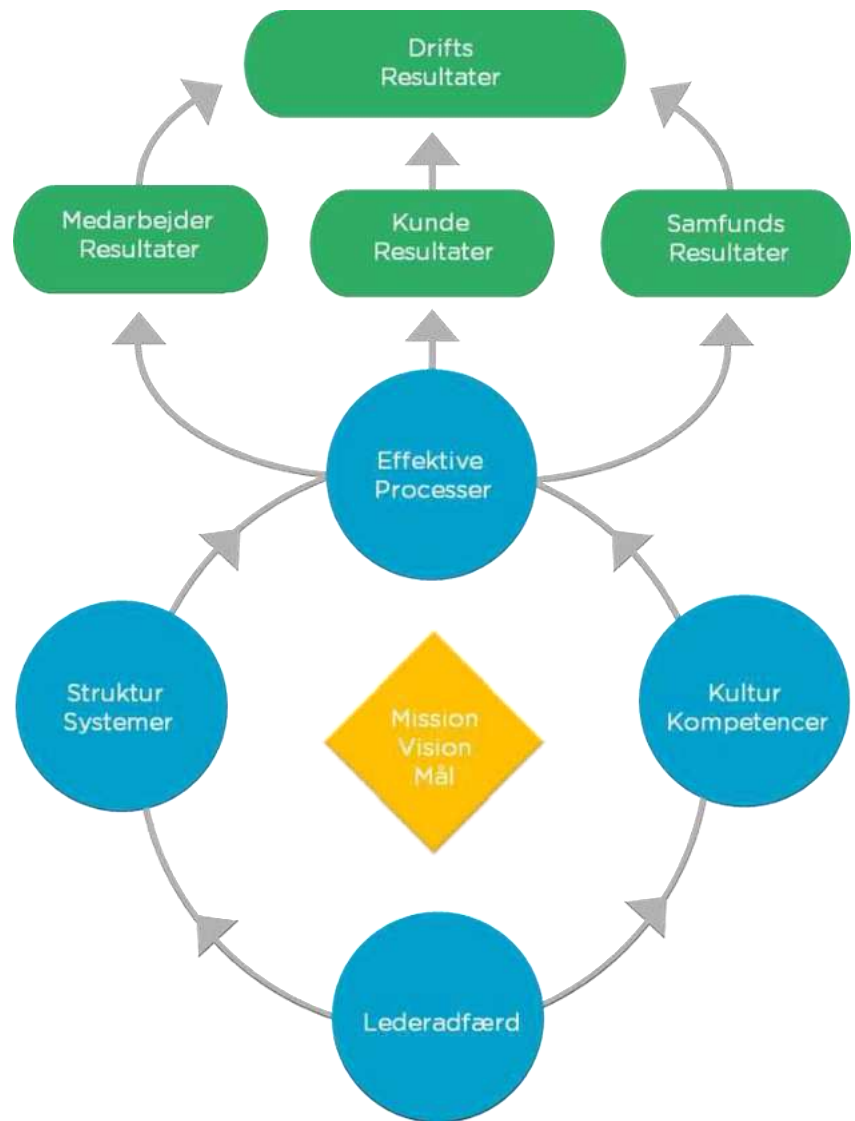 Drifts
Resultater
Medarbejder
Resultater
Kunde
Resultater
Samfunds
Resultater
Effektive
Processer
Struktur
Systemer
Mission
Vision
Mål
Kultur
Kompetencer
Lederadfærd